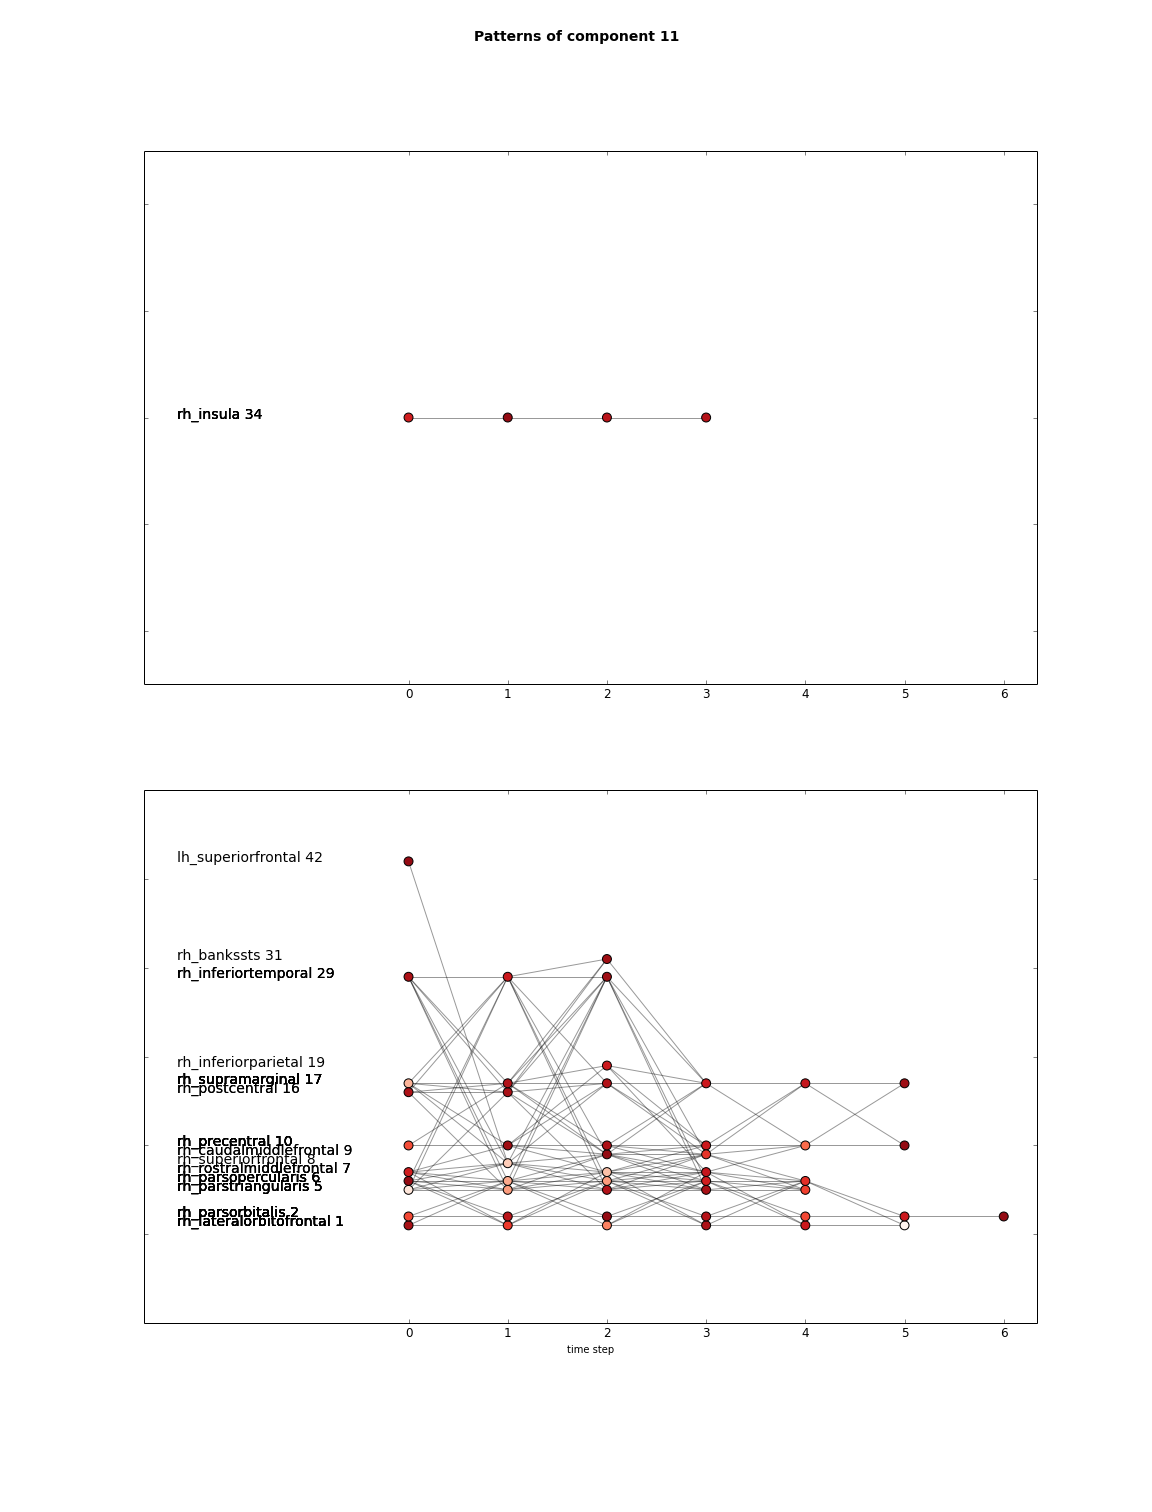 Patterns of component 11
rh_insula 34
0 1 2 3 4 5 6
lh_superiorfrontal 42
rh_bankssts 31
rh_inferiortemporal 29
rh_inferiorparietal 19
rh_supramarginal 17
rh_postcentral 16
rh_precentral 10
rh_caudalmiddlefrontal 9
rh_superiorfrontal 8
rh_rostralmiddlefrontal 7
rh_parsopercularis 6
rh_parstriangularis 5
rh_parsorbitalis 2
rh_lateralorbitofrontal 1
0 1 2 3 4 5 6
time step